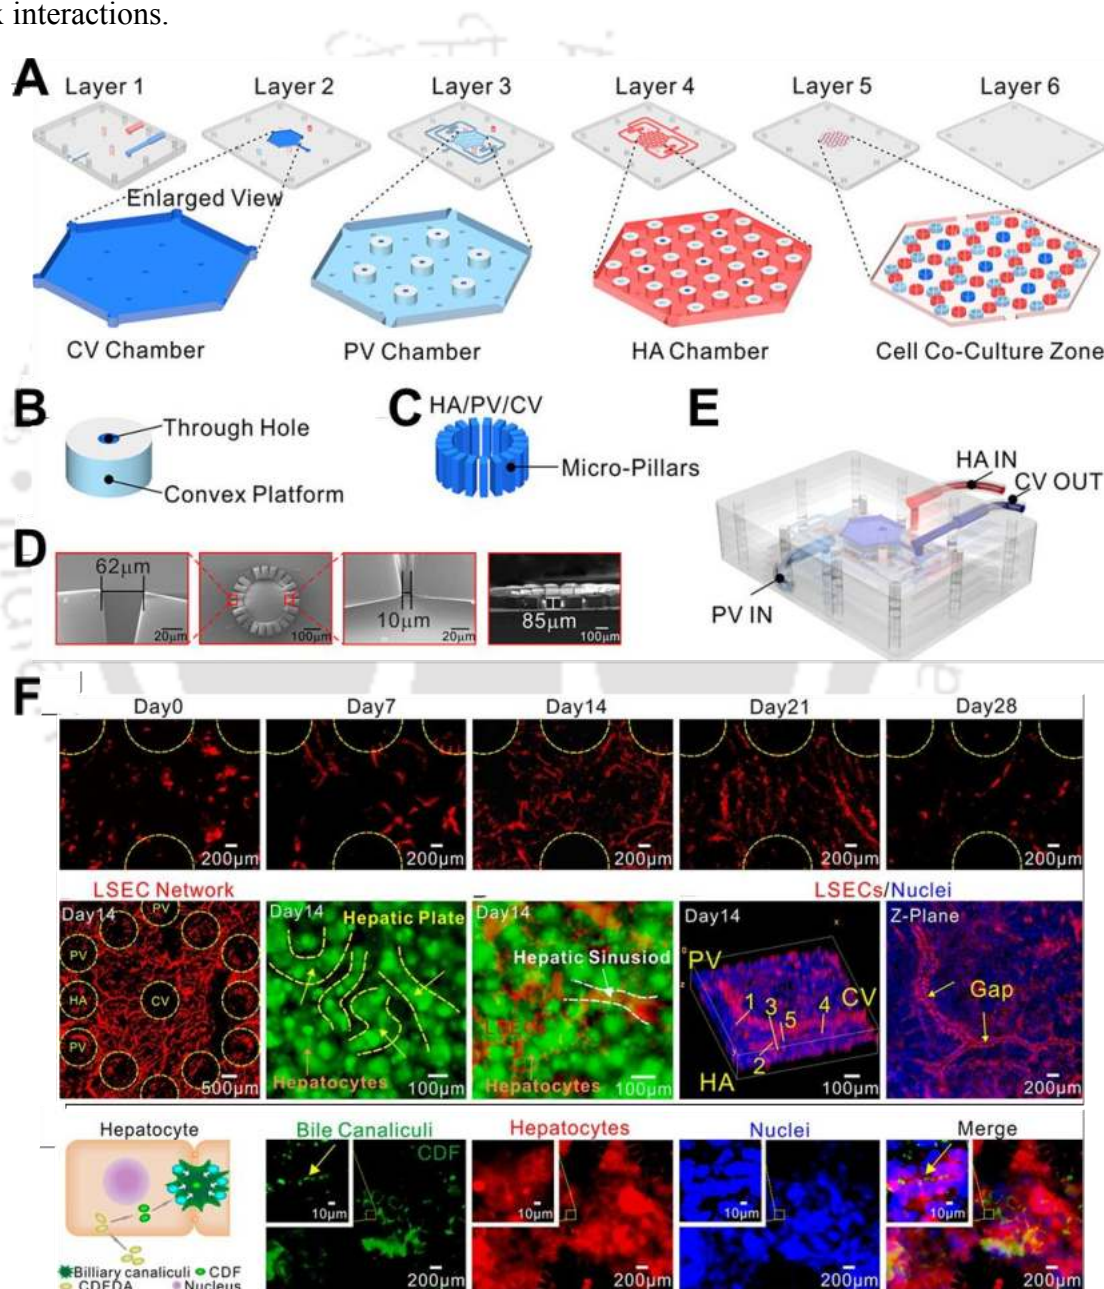 x interactions.
A
Layer 1 Layer 2 Layer 3 Layer 4 Layer 5 Layer 6
Enlarged View
CV Chamber PV Chamber HA Chamber Cell Co-Culture Zone
B C HA/PV/CV E
Through Hole
Convex Platform
Micro-Pillars
HA IN
CV OUT
PV IN
D
62μm
20μm
100μm
10μm
20μm
85μm
100μm
F
Day0 Day7 Day14 Day21 Day28
200μm 200μm 200μm 200μm 200μm
LSEC Network LSECs/Nuclei
Day14 PV
PV
HA CV
PV
500μm
Day14 Hepatic Plate
Hepatocytes
100μm
Day14
Hepatic Sinusiod
LSECs
Hepatocytes
100μm
Day14
PV
CV
1 3 5 4
2
HA
100μm
Z-Plane
Gap
200μm
Hepatocyte Bile Canaliculi Hepatocytes Nuclei Merge
CDF
10μm 10μm 10μm 10μm
200μm 200μm 200μm 200μm
Billiary canaliculi CDF
CDFDA Nucleus